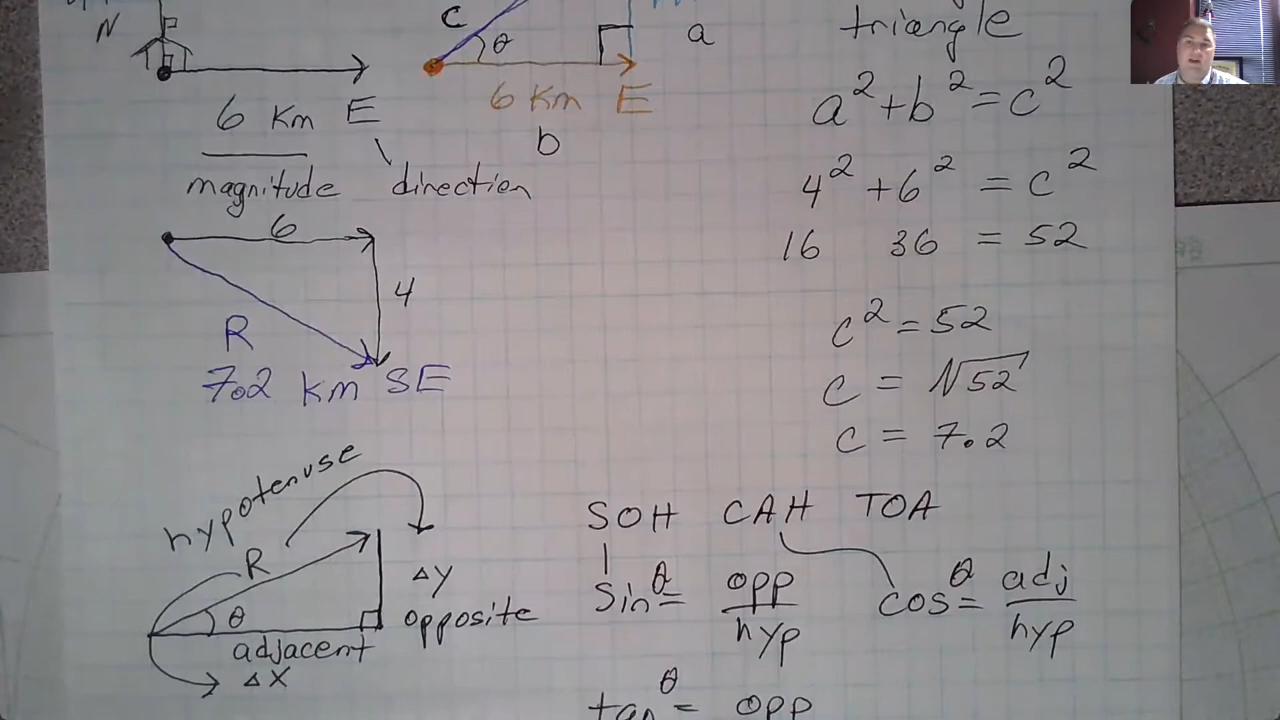 N
c
θ
a
6 km E
6 km E
b
magnitude direction
6
4
R
7.2 km SE
triangle
a² + b² = c²
4² + 6² = c²
16 36 = 52
c² = 52
c = √52
c = 7.2
hypotenuse
R
θ
ΔY
opposite
adjacent
ΔX
SOH CAH TOA
Sin θ = opp/hyp
cos θ = adj/hyp
tan θ = opp